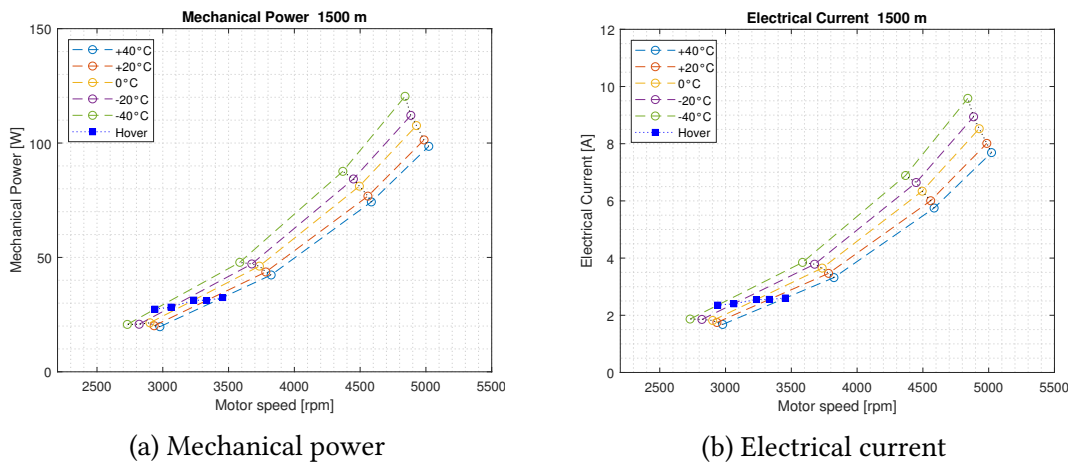 Mechanical Power  1500 m
150
100
50
0
Mechanical Power [W]
+40°C
+20°C
0°C
-20°C
-40°C
Hover
2500 3000 3500 4000 4500 5000 5500
Motor speed [rpm]
(a) Mechanical power
Electrical Current  1500 m
12
10
8
6
4
2
0
Electrical Current [A]
+40°C
+20°C
0°C
-20°C
-40°C
Hover
2500 3000 3500 4000 4500 5000 5500
Motor speed [rpm]
(b) Electrical current